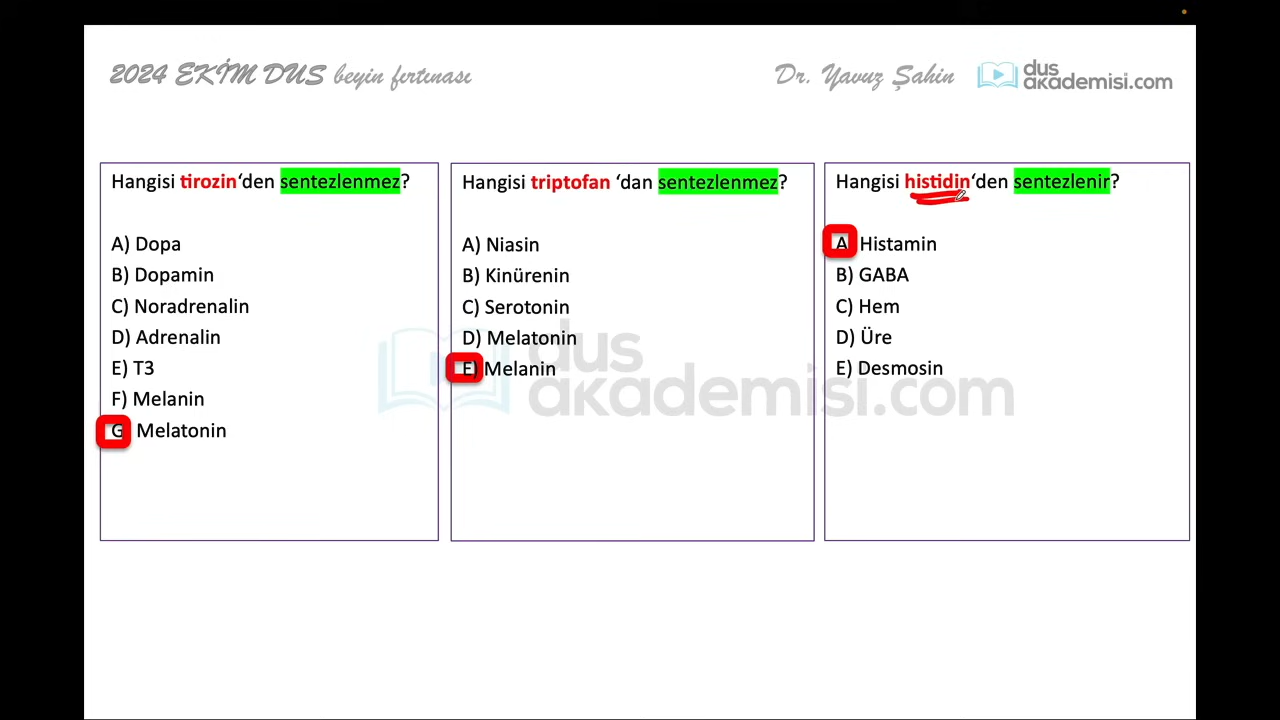 2024 EKİM DUS beyin fırtınası
Dr. Yavuz Şahin
dus
akademisi.com
Hangisi tirozin‘den sentezlenmez?
A) Dopa
B) Dopamin
C) Noradrenalin
D) Adrenalin
E) T3
F) Melanin
G) Melatonin
Hangisi triptofan ‘dan sentezlenmez?
A) Niasin
B) Kinürenin
C) Serotonin
D) Melatonin
E) Melanin
Hangisi histidin‘den sentezlenir?
A) Histamin
B) GABA
C) Hem
D) Üre
E) Desmosin
dus
akademisi.com